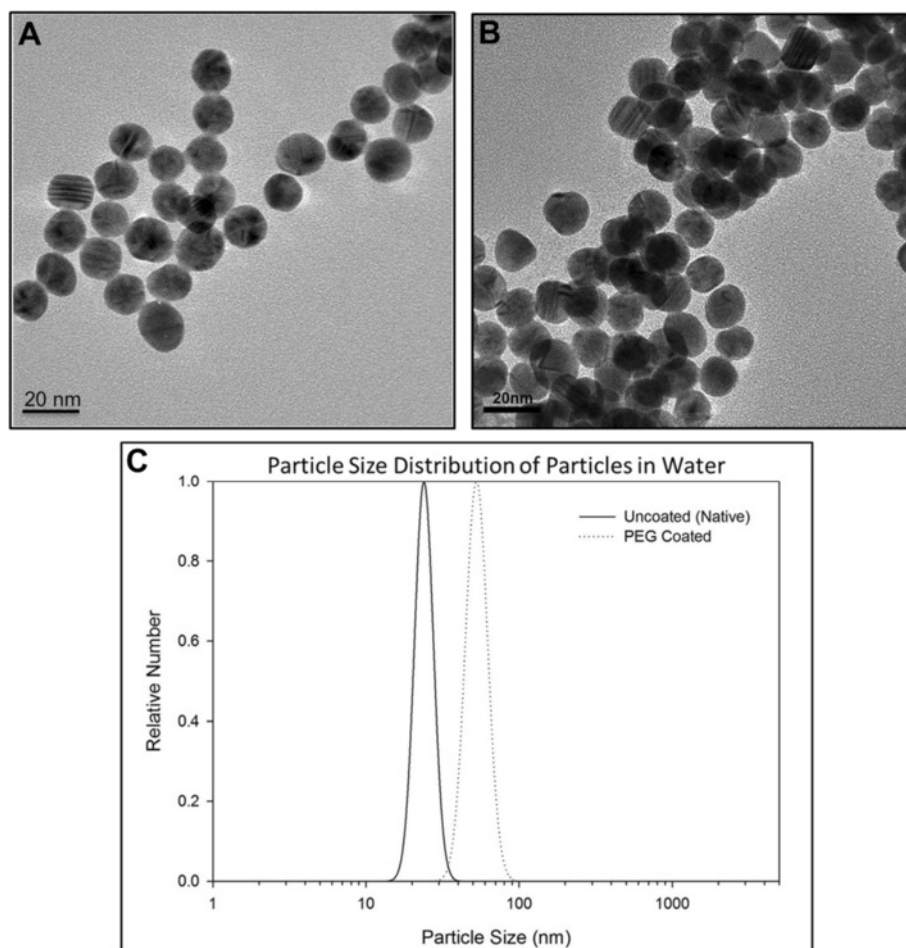 A
B
20 nm
20nm
C
Particle Size Distribution of Particles in Water
1.0
Uncoated (Native)
PEG Coated
0.8
0.6
0.4
0.2
0.0
Relative Number
1
10
100
1000
Particle Size (nm)